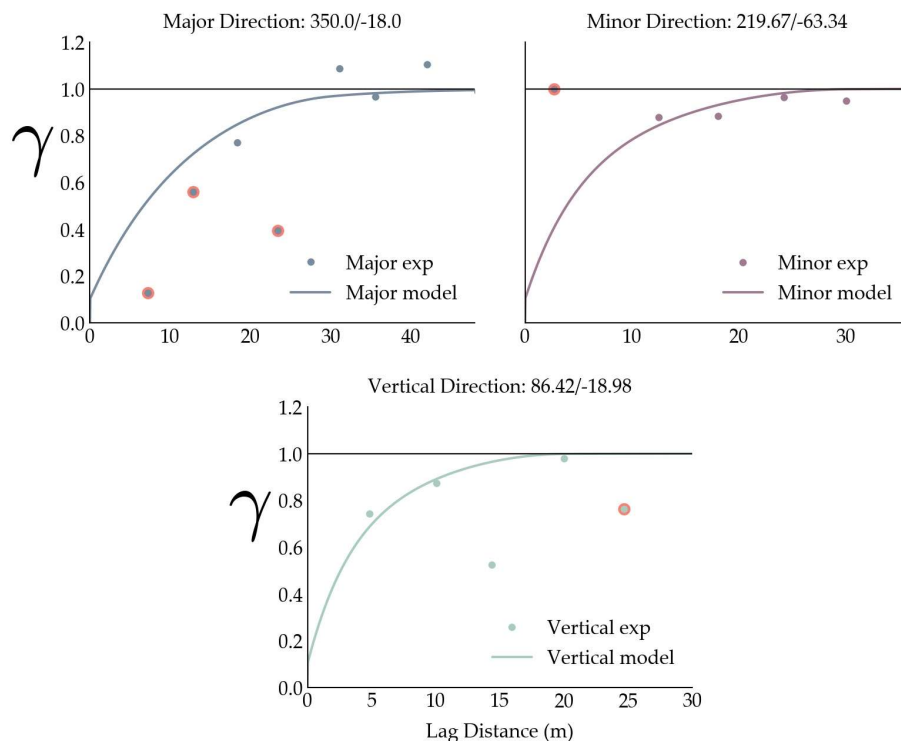 Major Direction: 350.0/-18.0
1.2
1.0
0.8
0.6
0.4
0.2
0.0
γ
Major exp
Major model
0 10 20 30 40
Minor Direction: 219.67/-63.34
Minor exp
Minor model
0 10 20 30
Vertical Direction: 86.42/-18.98
1.2
1.0
0.8
0.6
0.4
0.2
0.0
γ
Vertical exp
Vertical model
0 5 10 15 20 25 30
Lag Distance (m)